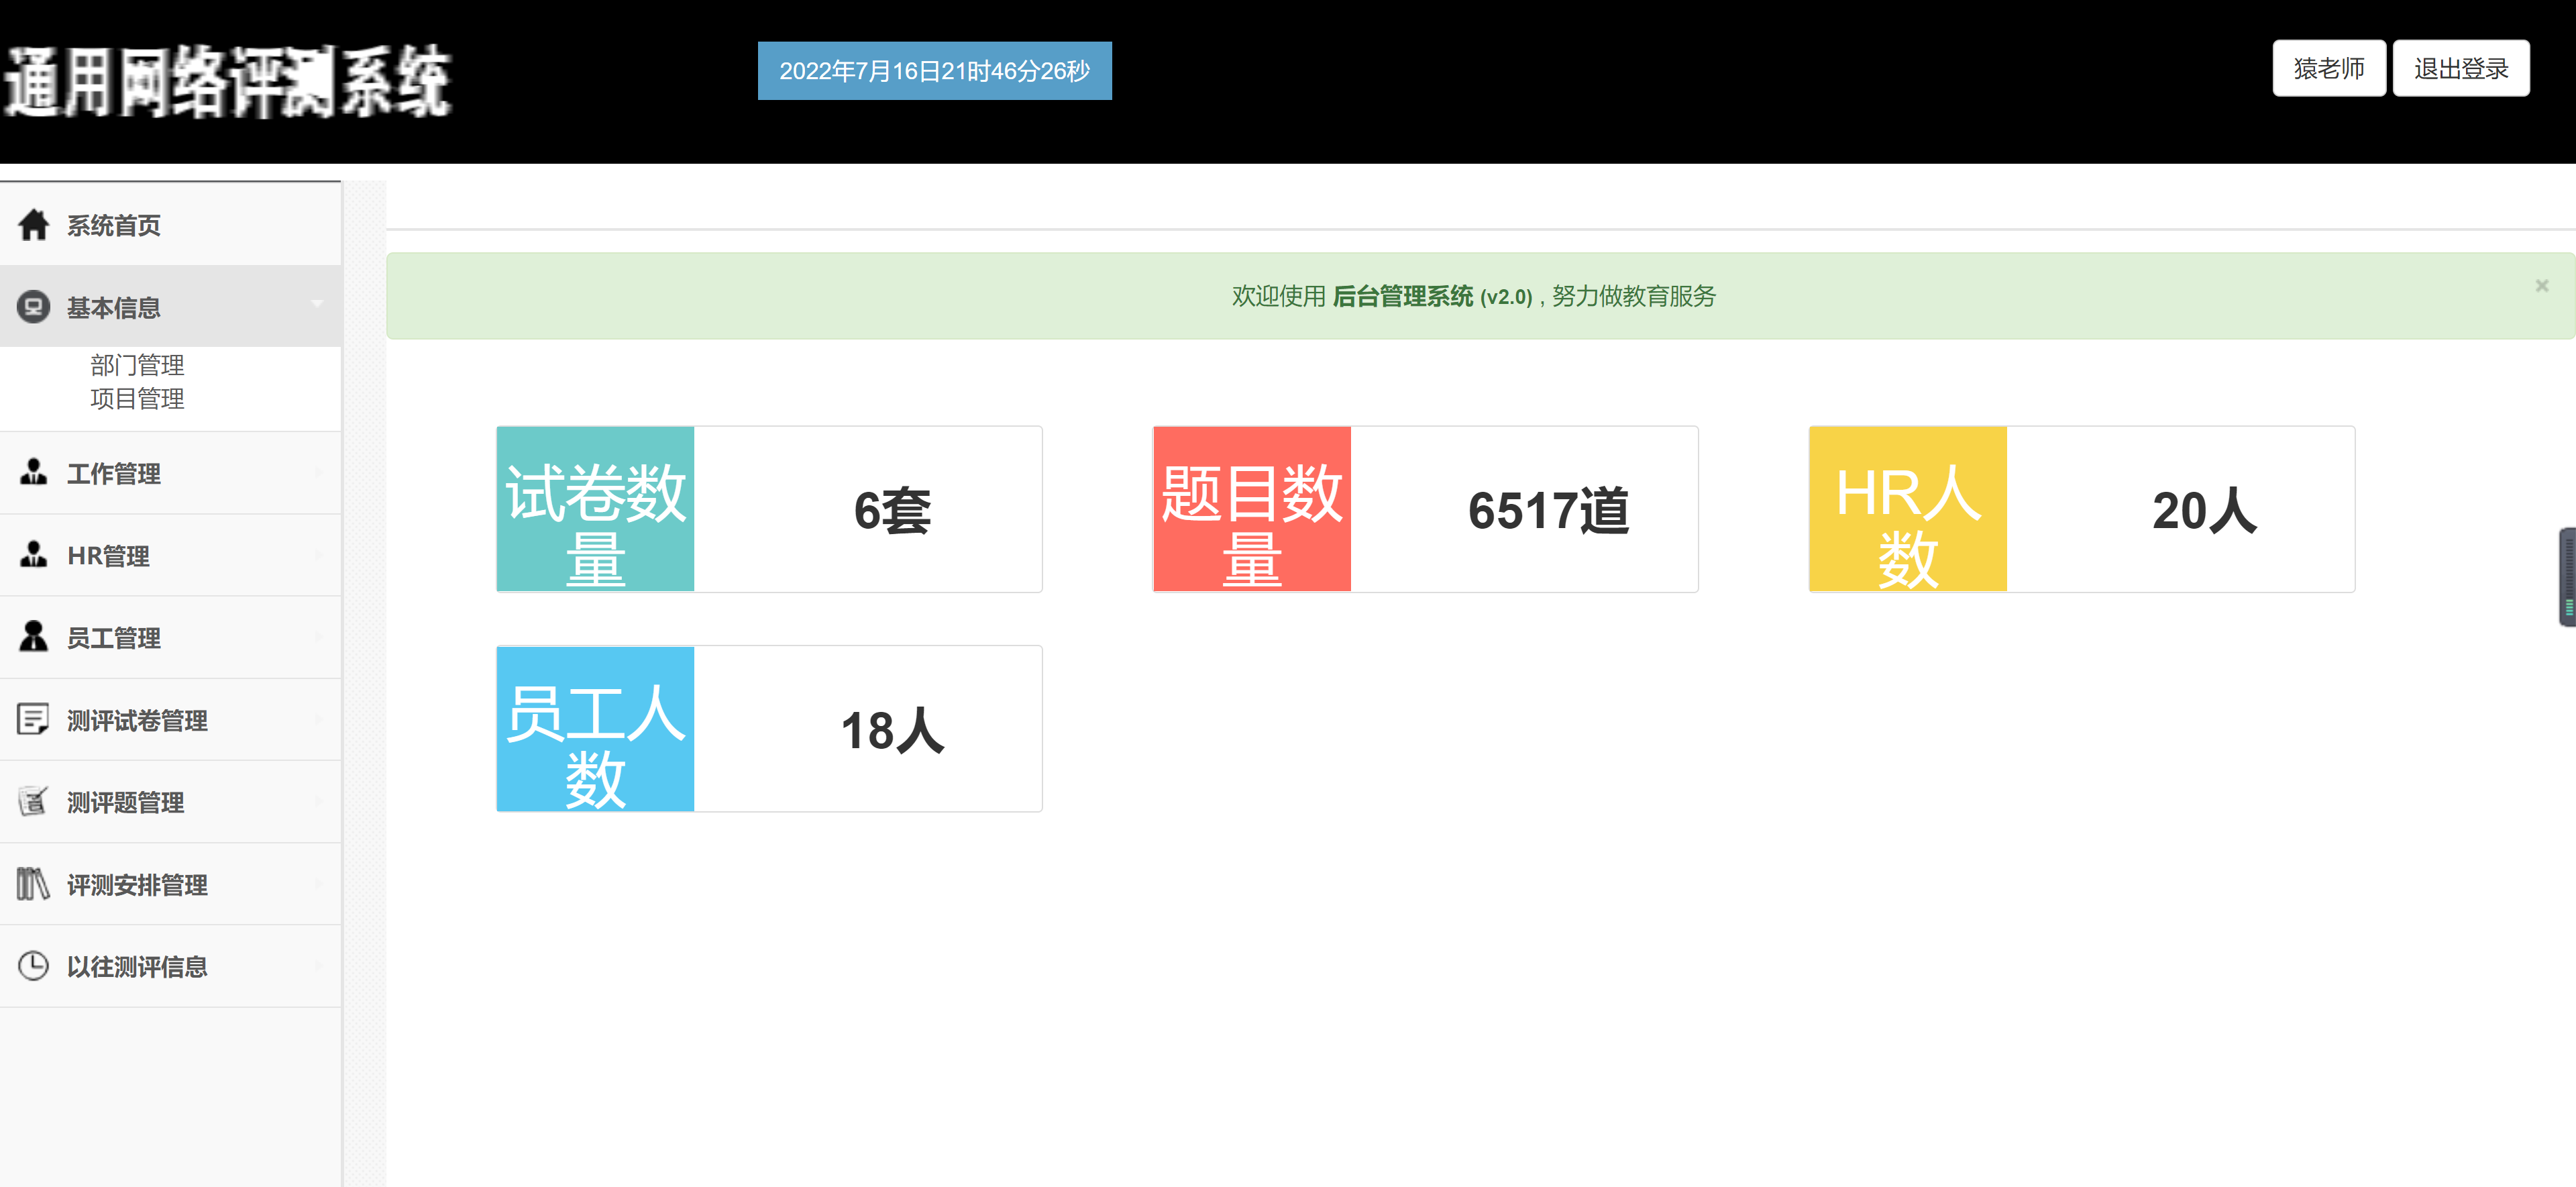 通用网络评测系统
2022年7月16日21时46分26秒
猿老师
退出登录
系统首页
基本信息
部门管理
项目管理
工作管理
HR管理
员工管理
测评试卷管理
测评题管理
评测安排管理
以往测评信息
欢迎使用 后台管理系统 (v2.0) , 努力做教育服务
×
试卷数
量
6套
题目数
量
6517道
HR人
数
20人
员工人
数
18人